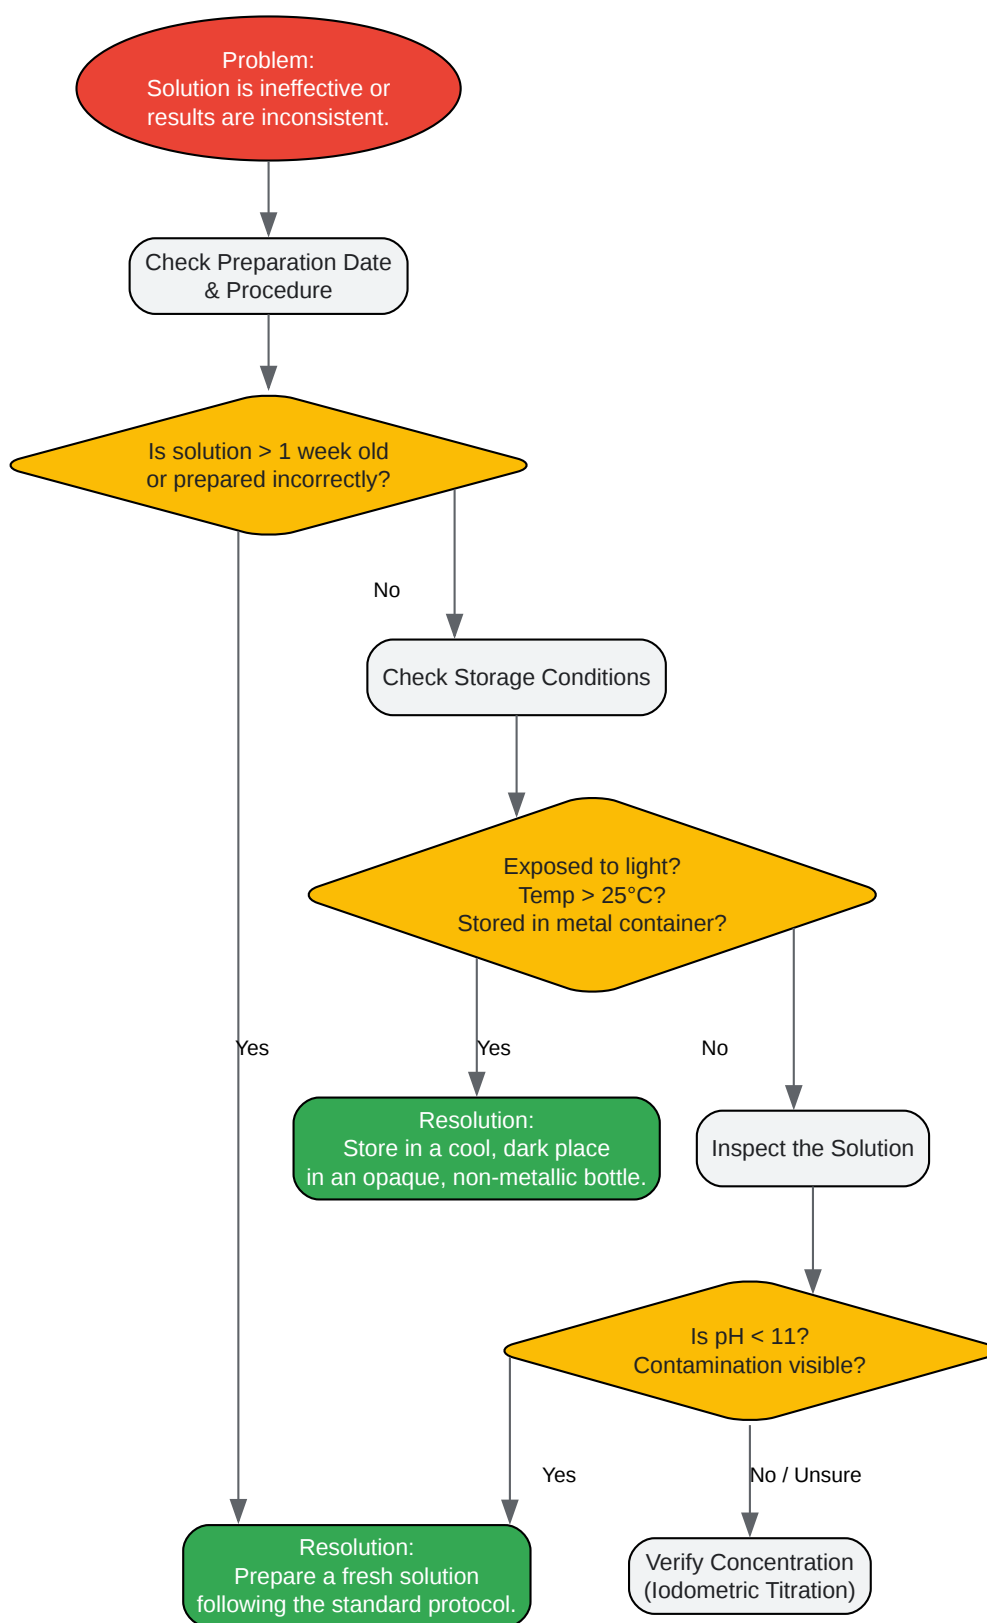 Problem:
Solution is ineffective or
results are inconsistent.
Check Preparation Date
& Procedure
Is solution > 1 week old
or prepared incorrectly?
No
Check Storage Conditions
Exposed to light?
Temp > 25°C?
Stored in metal container?
Yes
Yes
No
Resolution:
Store in a cool, dark place
in an opaque, non-metallic bottle.
Inspect the Solution
Is pH < 11?
Contamination visible?
Yes
No / Unsure
Resolution:
Prepare a fresh solution
following the standard protocol.
Verify Concentration
(Iodometric Titration)